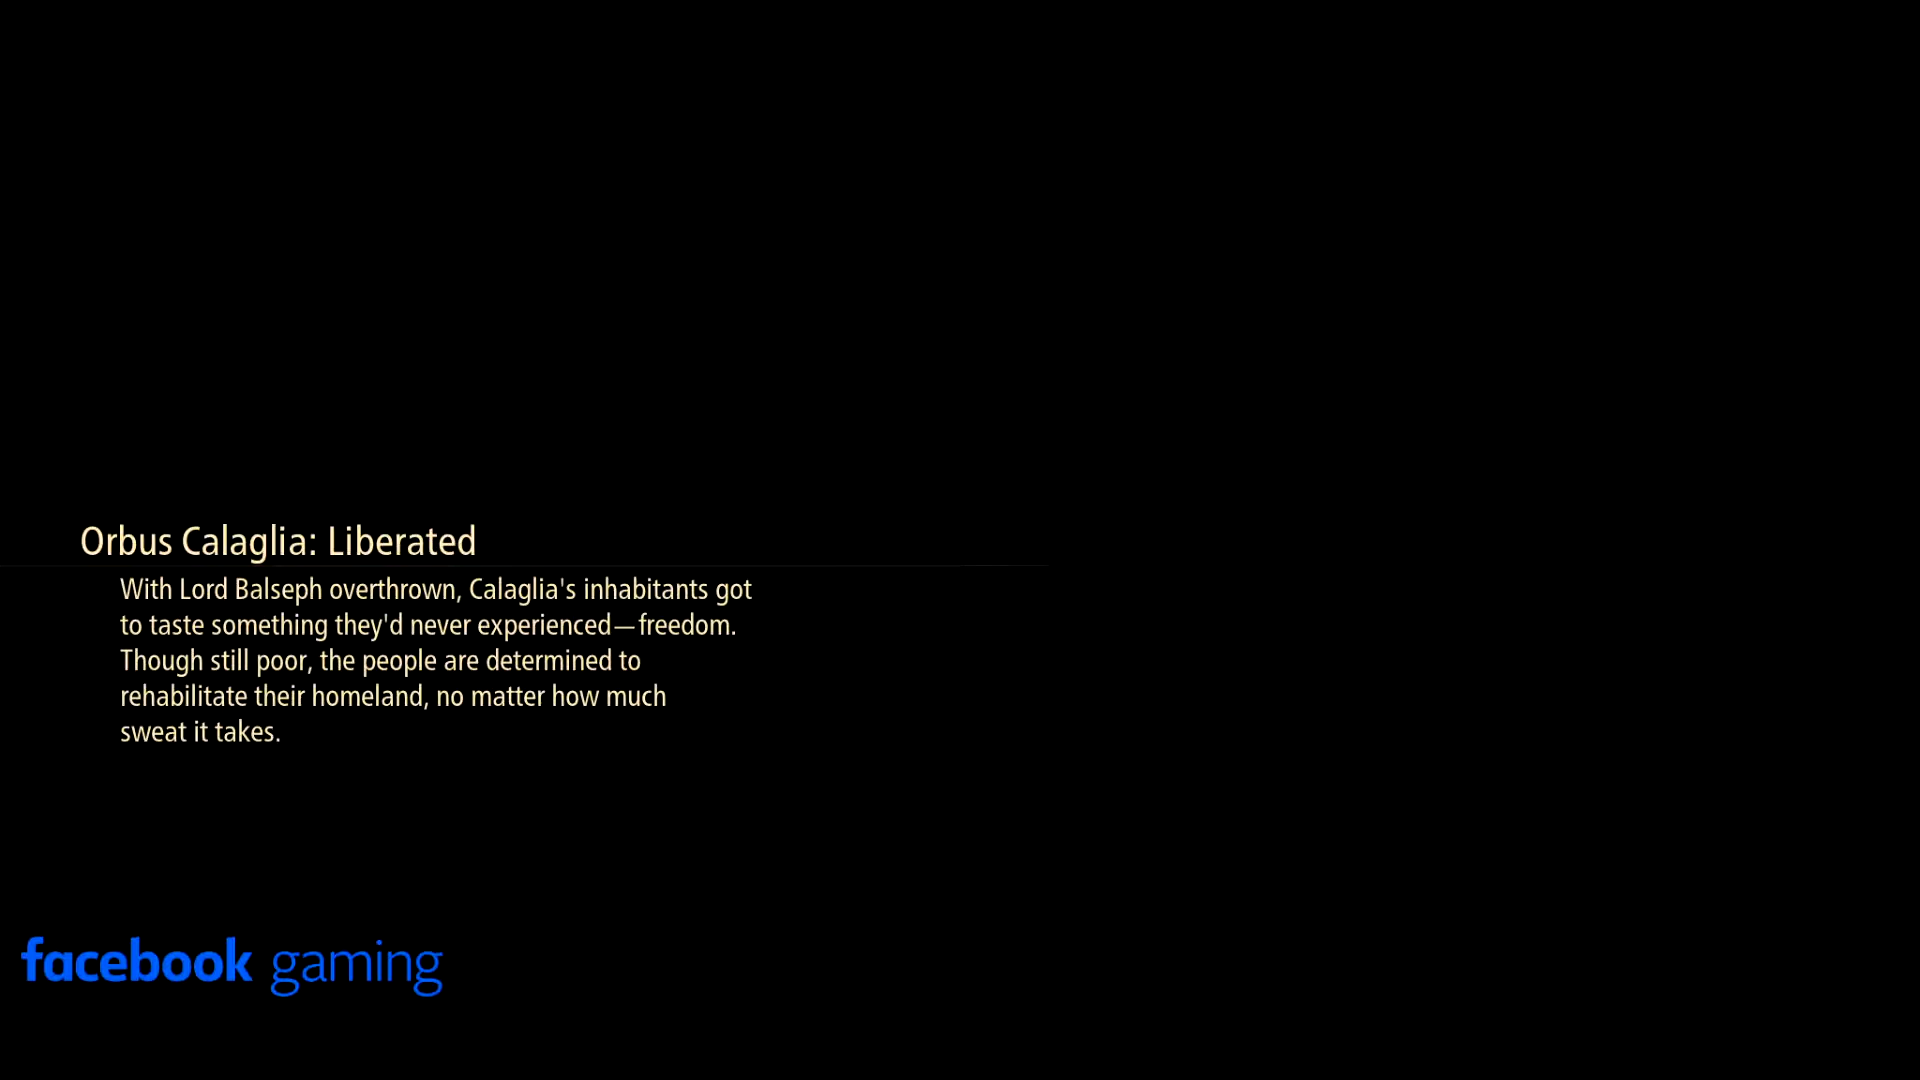 Orbus Calaglia: Liberated
With Lord Balseph overthrown, Calaglia's inhabitants got
to taste something they'd never experienced—freedom.
Though still poor, the people are determined to
rehabilitate their homeland, no matter how much
sweat it takes.
facebook gaming